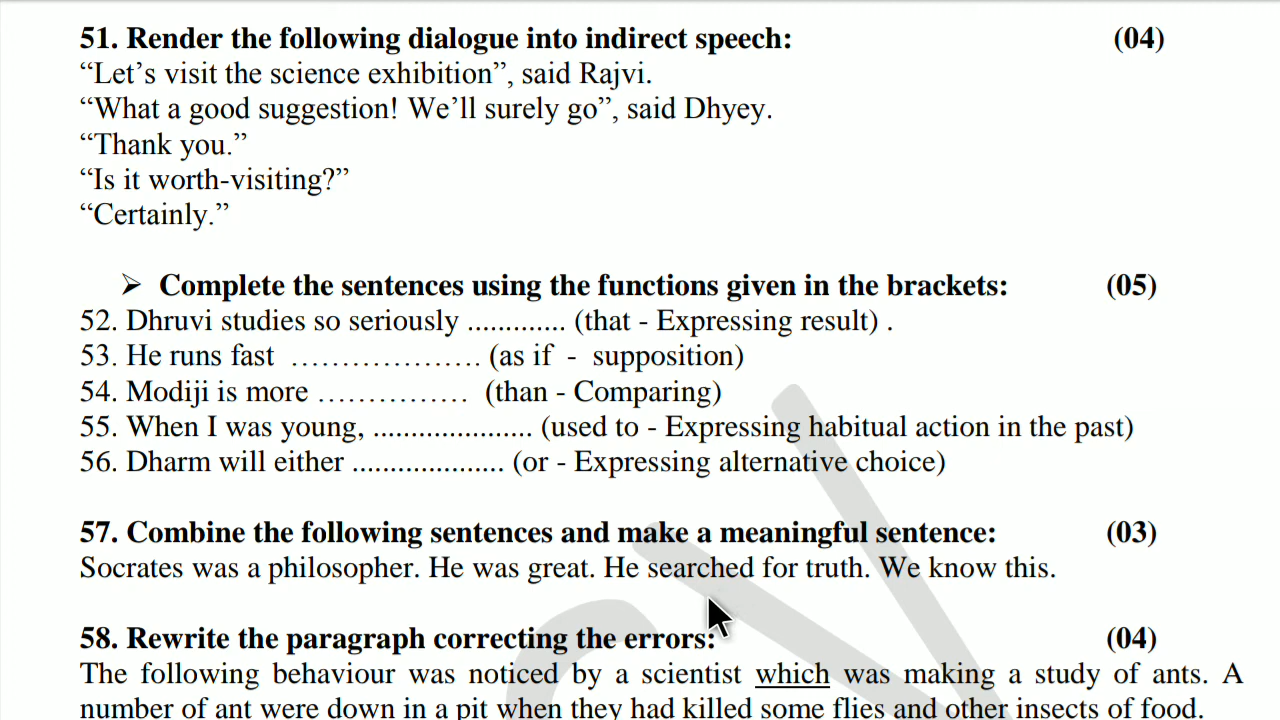 51. Render the following dialogue into indirect speech: (04)
“Let’s visit the science exhibition”, said Rajvi.
“What a good suggestion! We’ll surely go”, said Dhyey.
“Thank you.”
“Is it worth-visiting?”
“Certainly.”
➢ Complete the sentences using the functions given in the brackets: (05)
52. Dhruvi studies so seriously ............. (that - Expressing result) .
53. He runs fast ………………. (as if - supposition)
54. Modiji is more …………… (than - Comparing)
55. When I was young, ..................... (used to - Expressing habitual action in the past)
56. Dharm will either .................... (or - Expressing alternative choice)
57. Combine the following sentences and make a meaningful sentence: (03)
Socrates was a philosopher. He was great. He searched for truth. We know this.
58. Rewrite the paragraph correcting the errors: (04)
The following behaviour was noticed by a scientist which was making a study of ants. A
number of ant were down in a pit when they had killed some flies and other insects of food.